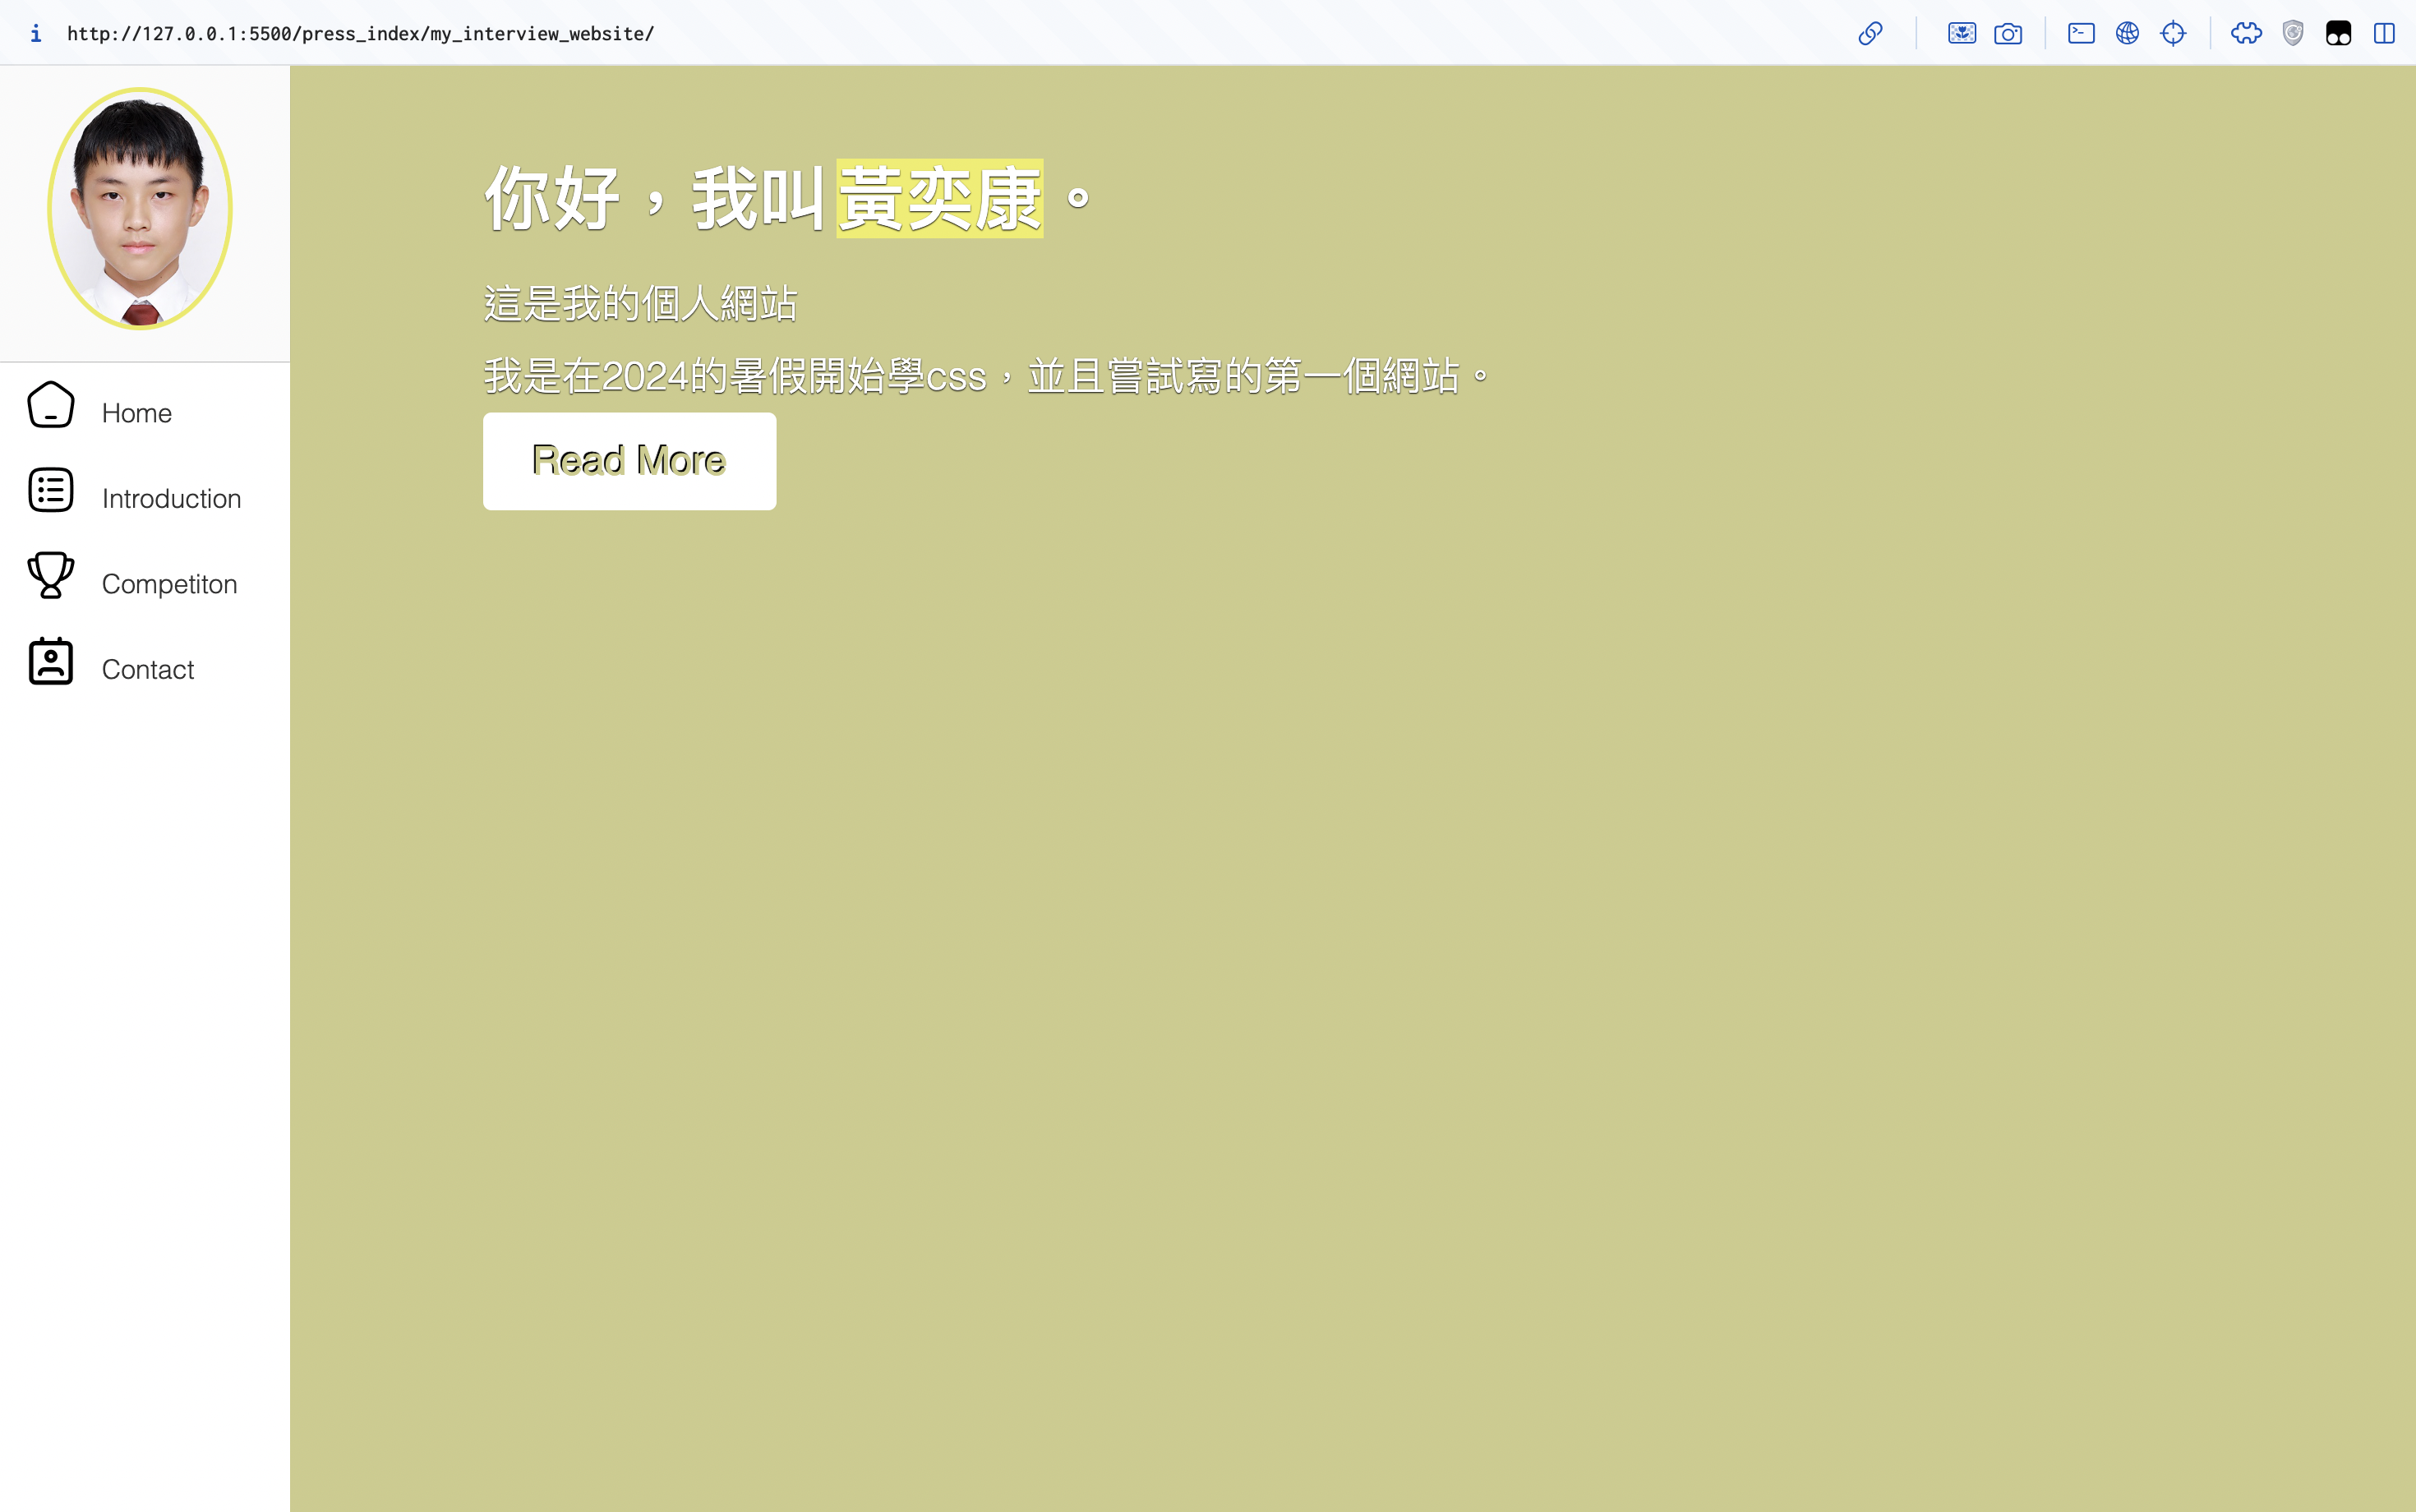 http://127.0.0.1:5500/press_index/my_interview_website/
你好，我叫黃奕康。
這是我的個人網站
我是在2024的暑假開始學css，並且嘗試寫的第一個網站。
Read More
Home
Introduction
Competiton
Contact